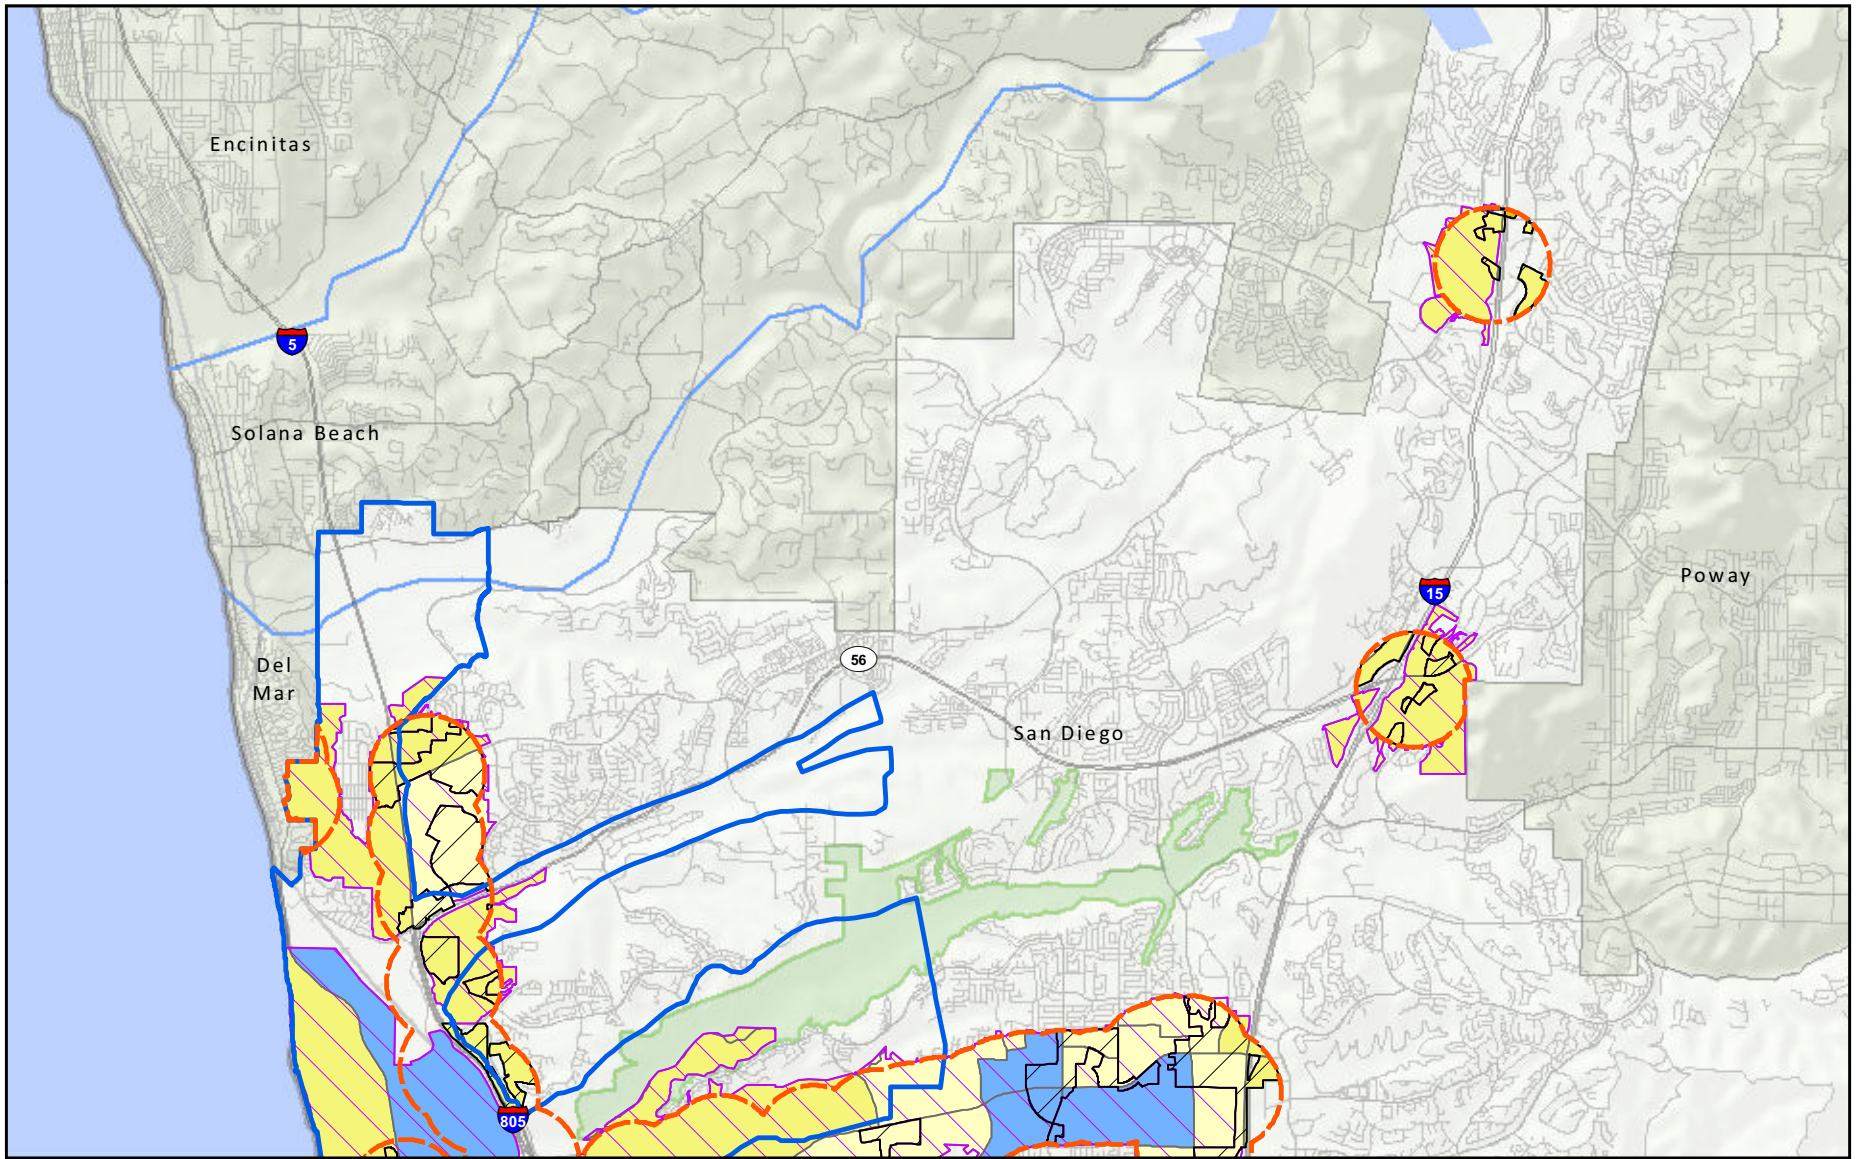 Encinitas
5
Solana Beach
15
Poway
Del
Mar
56
San Diego
805